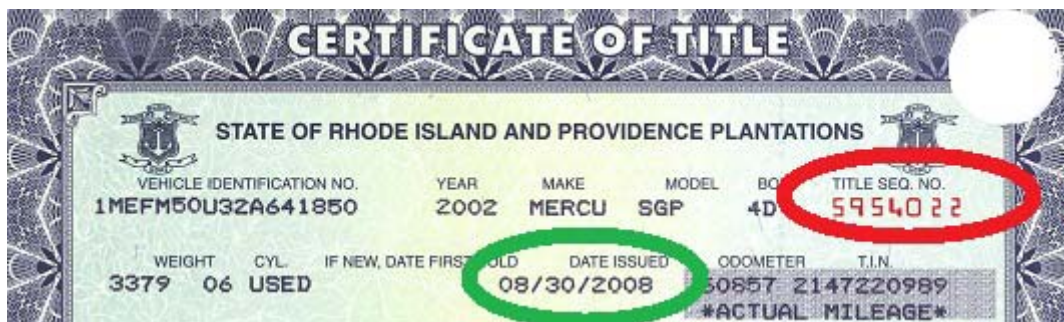 CERTIFICATE OF TITLE
STATE OF RHODE ISLAND AND PROVIDENCE PLANTATIONS
VEHICLE IDENTIFICATION NO. YEAR MAKE MODEL TITLE SEQ. NO.
1MEFM50U32A641850 2002 MERCU SGP 4D 5954022
WEIGHT CYL. IF NEW, DATE DATE ISSUED ODOMETER T.I.N.
3379 06 USED 08/30/2008 2147220989
*ACTUAL MILEAGE*